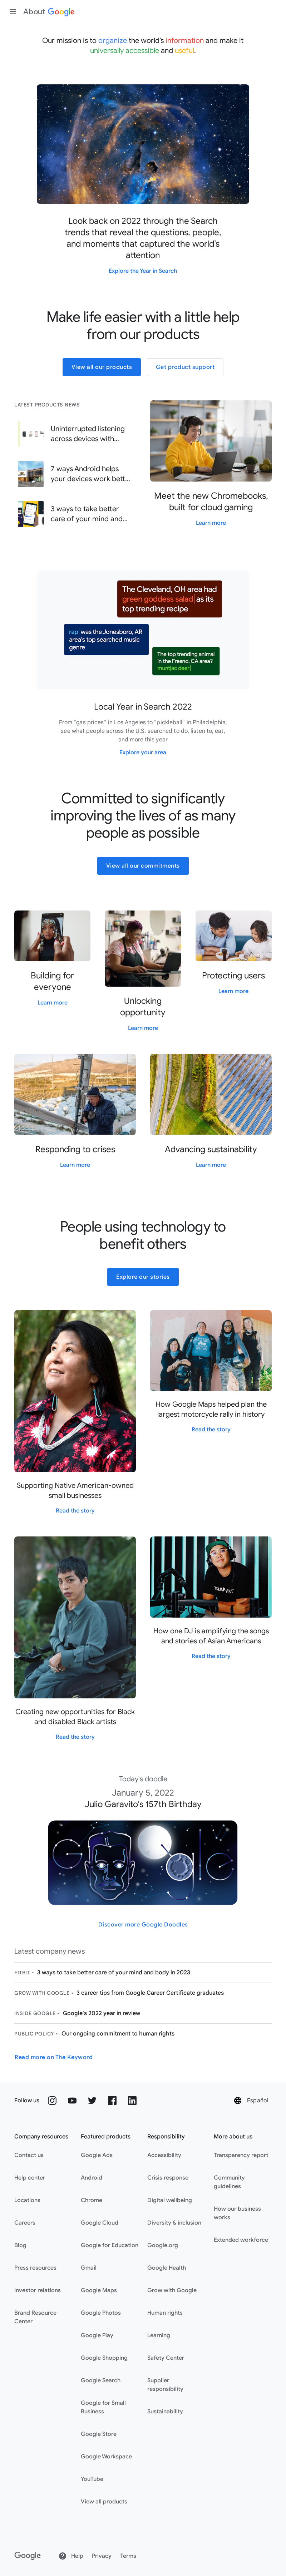 About Google
Our mission is to organize the world's information and make it
universally accessible and useful.
Look back on 2022 through the Search
trends that reveal the questions, people,
and moments that captured the world's
attention
Explore the Year in Search
Make life easier with a little help
from our products
View all our products
Get product support
LATEST PRODUCTS NEWS
Uninterrupted listening
across devices with...
7 ways Android helps
your devices work bett...
3 ways to take better
care of your mind and...
Meet the new Chromebooks,
built for cloud gaming
Learn more
The Cleveland, OH area had
green goddess salad as its
top trending recipe
rap was the Jonesboro, AR
area's top searched music
genre
The top trending animal
in the Fresno, CA area?
muntjac deer
Local Year in Search 2022
From "gas prices" in Los Angeles to "pickleball" in Philadelphia,
see what people across the U.S. searched to do, listen to, eat,
and more this year
Explore your area
Committed to significantly
improving the lives of as many
people as possible
View all our commitments
Building for
everyone
Learn more
Unlocking
opportunity
Learn more
Protecting users
Learn more
Responding to crises
Learn more
Advancing sustainability
Learn more
People using technology to
benefit others
Explore our stories
Supporting Native American-owned
small businesses
Read the story
How Google Maps helped plan the
largest motorcycle rally in history
Read the story
Creating new opportunities for Black
and disabled Black artists
Read the story
How one DJ is amplifying the songs
and stories of Asian Americans
Read the story
Today's doodle
January 5, 2022
Julio Garavito's 157th Birthday
Discover more Google Doodles
Latest company news
FITBIT • 3 ways to take better care of your mind and body in 2023
GROW WITH GOOGLE • 3 career tips from Google Career Certificate graduates
INSIDE GOOGLE • Google's 2022 year in review
PUBLIC POLICY • Our ongoing commitment to human rights
Read more on The Keyword
Follow us
Español
Company resources
Contact us
Help center
Locations
Careers
Blog
Press resources
Investor relations
Brand Resource
Center
Featured products
Google Ads
Android
Chrome
Google Cloud
Google for Education
Gmail
Google Maps
Google Photos
Google Play
Google Shopping
Google Search
Google for Small
Business
Google Store
Google Workspace
YouTube
View all products
Responsibility
Accessibility
Crisis response
Digital wellbeing
Diversity & inclusion
Google.org
Google Health
Grow with Google
Human rights
Learning
Safety Center
Supplier
responsibility
Sustainability
More about us
Transparency report
Community
guidelines
How our business
works
Extended workforce
Google
Help
Privacy
Terms